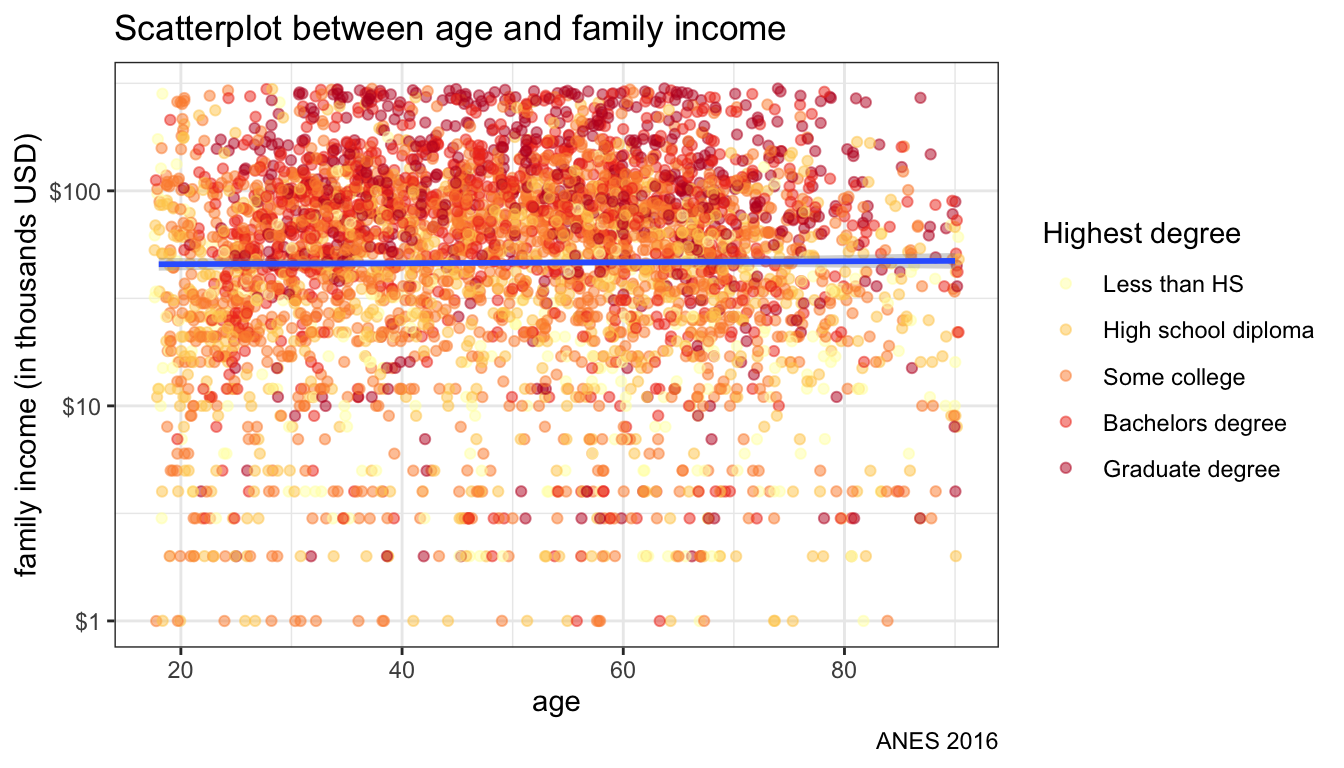 Scatterplot between age and family income
family income (in thousands USD)
$100
$10
$1
20
40
60
80
age
Highest degree
Less than HS
High school diploma
Some college
Bachelors degree
Graduate degree
ANES 2016